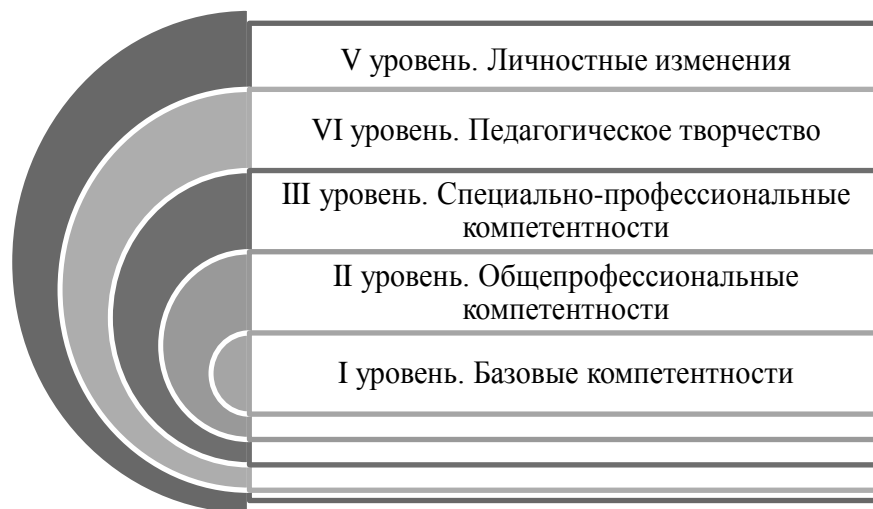 V уровень. Личностные изменения
VI уровень. Педагогическое творчество
III уровень. Специально-профессиональные
компетентности
II уровень. Общепрофессиональные
компетентности
I уровень. Базовые компетентности